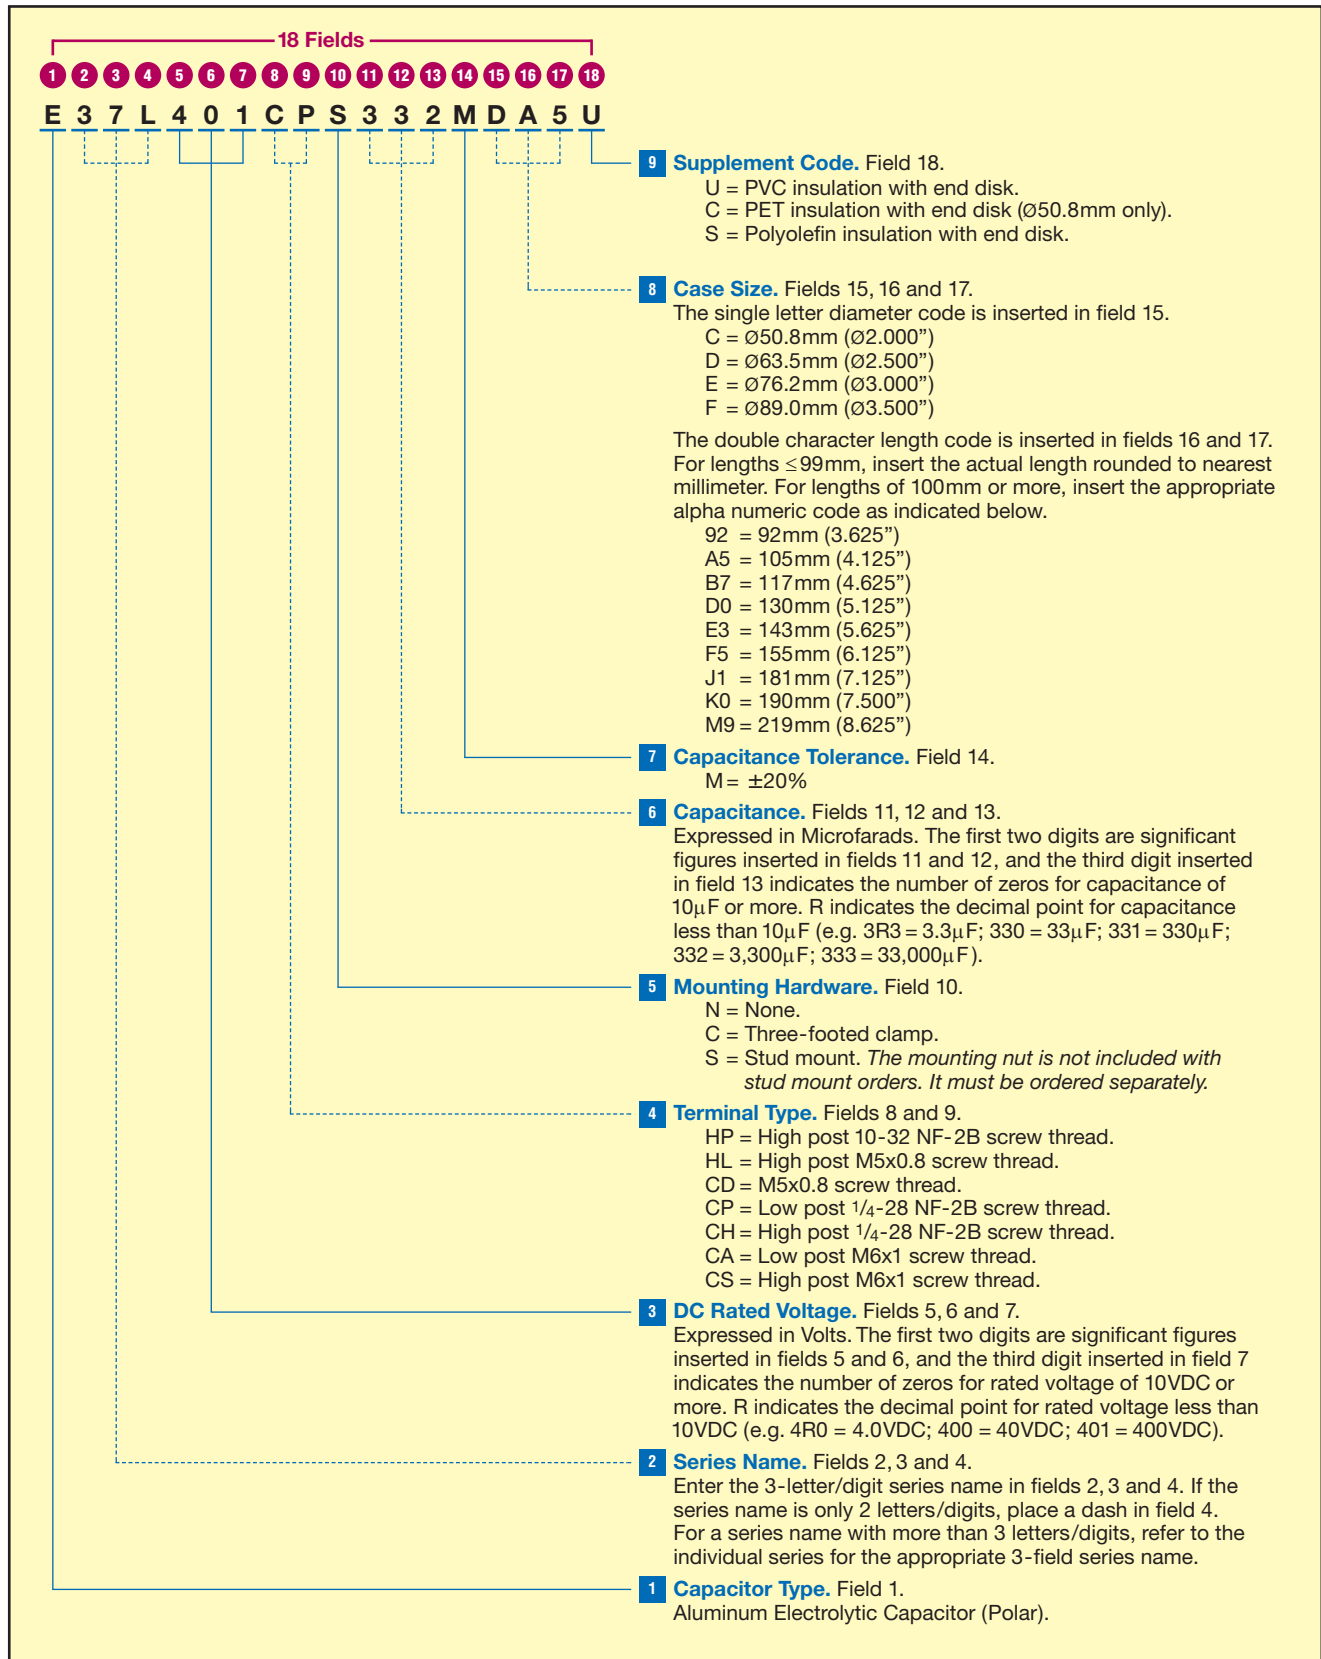 18 Fields
1 2 3 4 5 6 7 8 9 10 11 12 13 14 15 16 17 18
E 3 7 L 4 0 1 C P S 3 3 2 M D A 5 U
9 Supplement Code. Field 18.
U = PVC insulation with end disk.
C = PET insulation with end disk (Ø50.8mm only).
S = Polyolefin insulation with end disk.
8 Case Size. Fields 15, 16 and 17.
The single letter diameter code is inserted in field 15.
C = Ø50.8mm (Ø2.000”)
D = Ø63.5mm (Ø2.500”)
E = Ø76.2mm (Ø3.000”)
F = Ø89.0mm (Ø3.500”)
The double character length code is inserted in fields 16 and 17.
For lengths ≤99mm, insert the actual length rounded to nearest
millimeter. For lengths of 100mm or more, insert the appropriate
alpha numeric code as indicated below.
92 = 92mm (3.625”)
A5 = 105mm (4.125”)
B7 = 117mm (4.625”)
D0 = 130mm (5.125”)
E3 = 143mm (5.625”)
F5 = 155mm (6.125”)
J1 = 181mm (7.125”)
K0 = 190mm (7.500”)
M9 = 219mm (8.625”)
7 Capacitance Tolerance. Field 14.
M = ±20%
6 Capacitance. Fields 11, 12 and 13.
Expressed in Microfarads. The first two digits are significant
figures inserted in fields 11 and 12, and the third digit inserted
in field 13 indicates the number of zeros for capacitance of
10µF or more. R indicates the decimal point for capacitance
less than 10µF (e.g. 3R3 = 3.3µF; 330 = 33µF; 331 = 330µF;
332 = 3,300µF; 333 = 33,000µF).
5 Mounting Hardware. Field 10.
N = None.
C = Three-footed clamp.
S = Stud mount. The mounting nut is not included with
stud mount orders. It must be ordered separately.
4 Terminal Type. Fields 8 and 9.
HP = High post 10-32 NF-2B screw thread.
HL = High post M5x0.8 screw thread.
CD = M5x0.8 screw thread.
CP = Low post 1/4-28 NF-2B screw thread.
CH = High post 1/4-28 NF-2B screw thread.
CA = Low post M6x1 screw thread.
CS = High post M6x1 screw thread.
3 DC Rated Voltage. Fields 5, 6 and 7.
Expressed in Volts. The first two digits are significant figures
inserted in fields 5 and 6, and the third digit inserted in field 7
indicates the number of zeros for rated voltage of 10VDC or
more. R indicates the decimal point for rated voltage less than
10VDC (e.g. 4R0 = 4.0VDC; 400 = 40VDC; 401 = 400VDC).
2 Series Name. Fields 2, 3 and 4.
Enter the 3-letter/digit series name in fields 2, 3 and 4. If the
series name is only 2 letters/digits, place a dash in field 4.
For a series name with more than 3 letters/digits, refer to the
individual series for the appropriate 3-field series name.
1 Capacitor Type. Field 1.
Aluminum Electrolytic Capacitor (Polar).